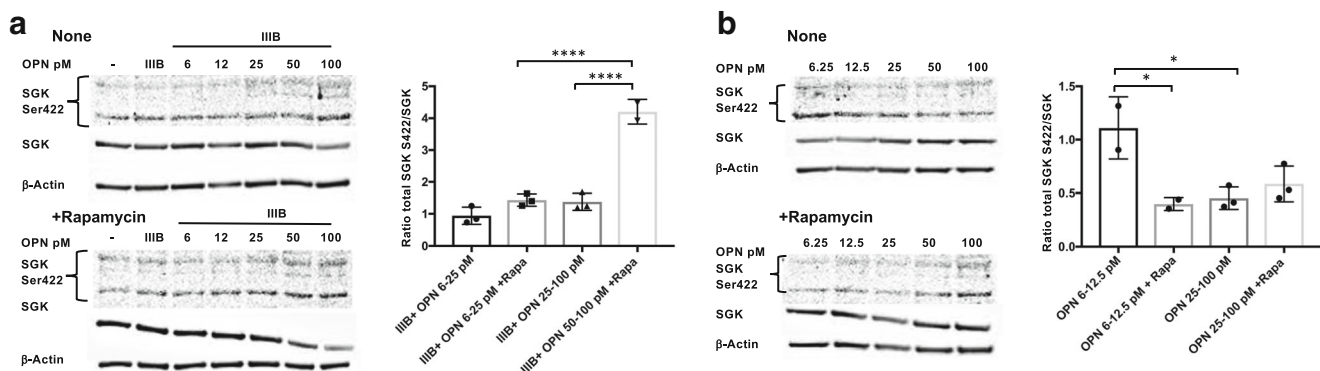 a
None
IIIB
OPN pM
- IIIB 6 12 25 50 100
SGK
Ser422
SGK
β-Actin
+Rapamycin
IIIB
OPN pM
- IIIB 6 12 25 50 100
SGK
Ser422
SGK
β-Actin
Ratio total SGK S422/SGK
5
4
3
2
1
0
****
****
IIIB+ OPN 6-25 pM
IIIB+ OPN 6-25 pM +Rapa
IIIB+ OPN 25-100 pM
IIIB+ OPN 50-100 pM +Rapa
b
None
OPN pM
6.25 12.5 25 50 100
SGK
Ser422
SGK
β-Actin
+Rapamycin
OPN pM
6.25 12.5 25 50 100
SGK
Ser422
SGK
β-Actin
Ratio total SGK S422/SGK
1.5
1.0
0.5
0.0
*
*
OPN 6-12.5 pM
OPN 6-12.5 pM + Rapa
OPN 25-100 pM
OPN 25-100 pM +Rapa